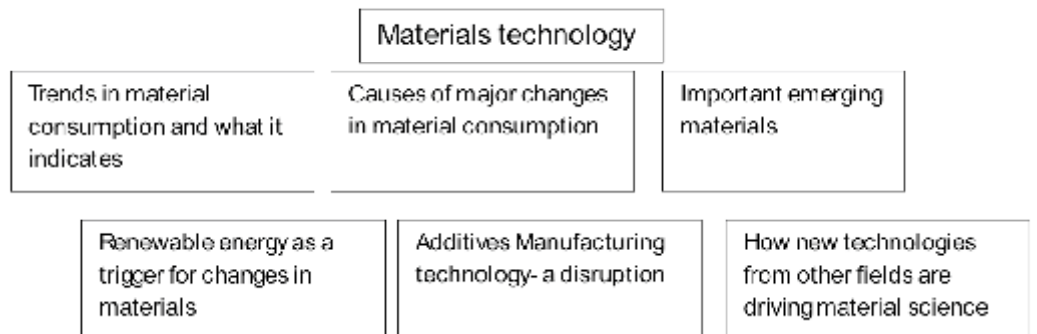 Materials technology
Trends in material
consumption and what it
indicates
Causes of major changes
in material consumption
Important emerging
materials
Renewable energy as a
trigger for changes in
materials
Additives Manufacturing
technology- a disruption
How new technologies
from other fields are
driving material science